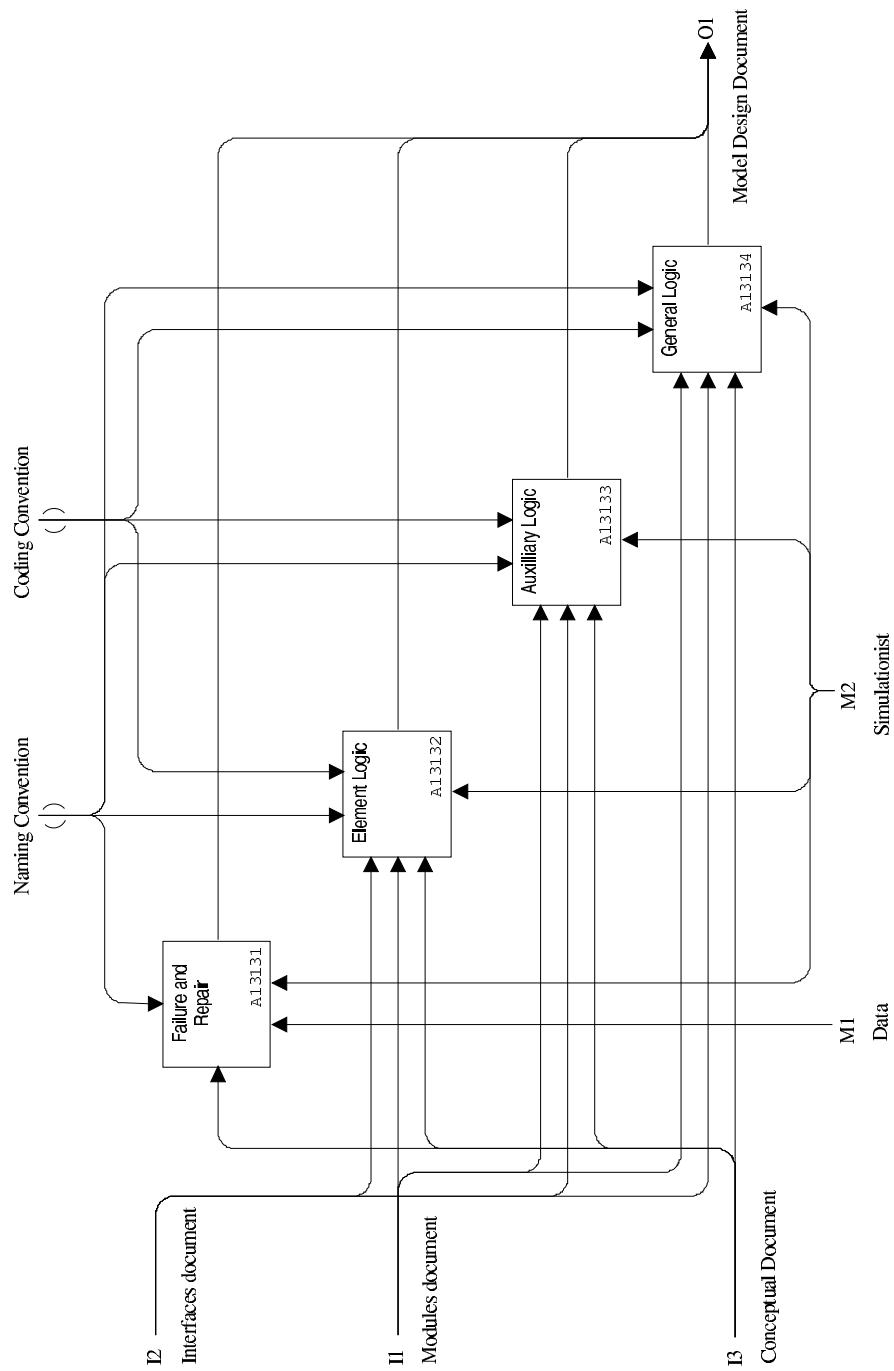 Naming Convention
Coding Convention
I2
Interfaces document
I1
Modules document
I3
Conceptual Document
Failure and
Repair
A13131
Element Logic
A13132
Auxilliary Logic
A13133
General Logic
A13134
M1
Data
M2
Simulationist
O1
Model Design Document